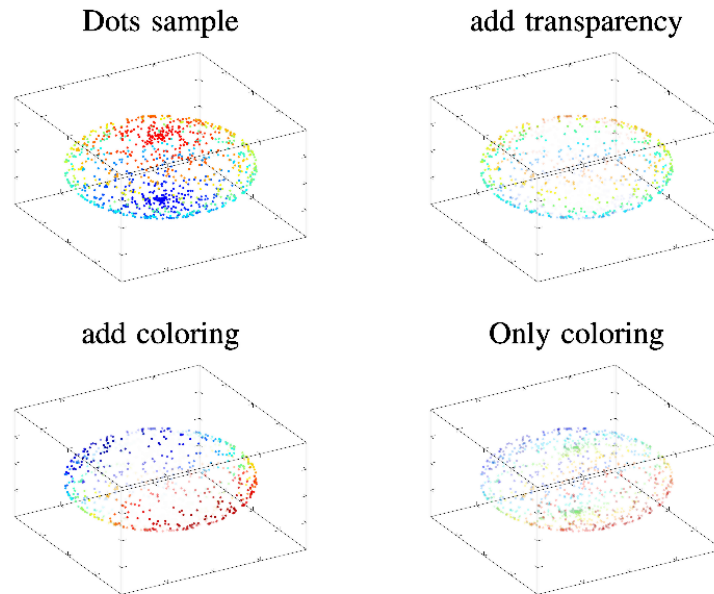 Dots sample
add transparency
add coloring
Only coloring